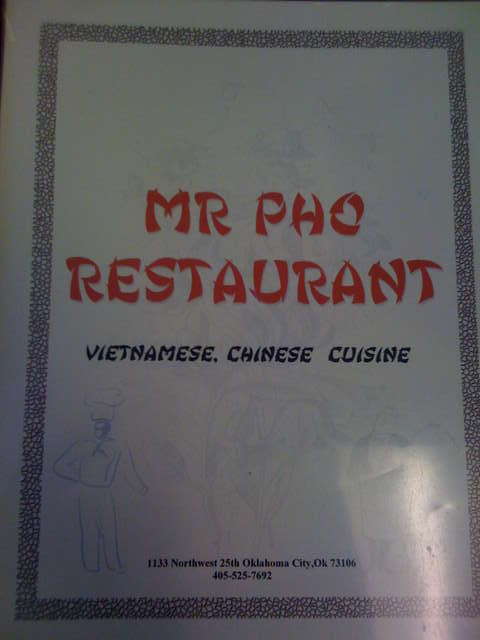 MR PHO
RESTAURANT
VIETNAMESE, CHINESE CUISINE
1133 Northwest 25th Oklahoma City,Ok 73106
405-525-7692